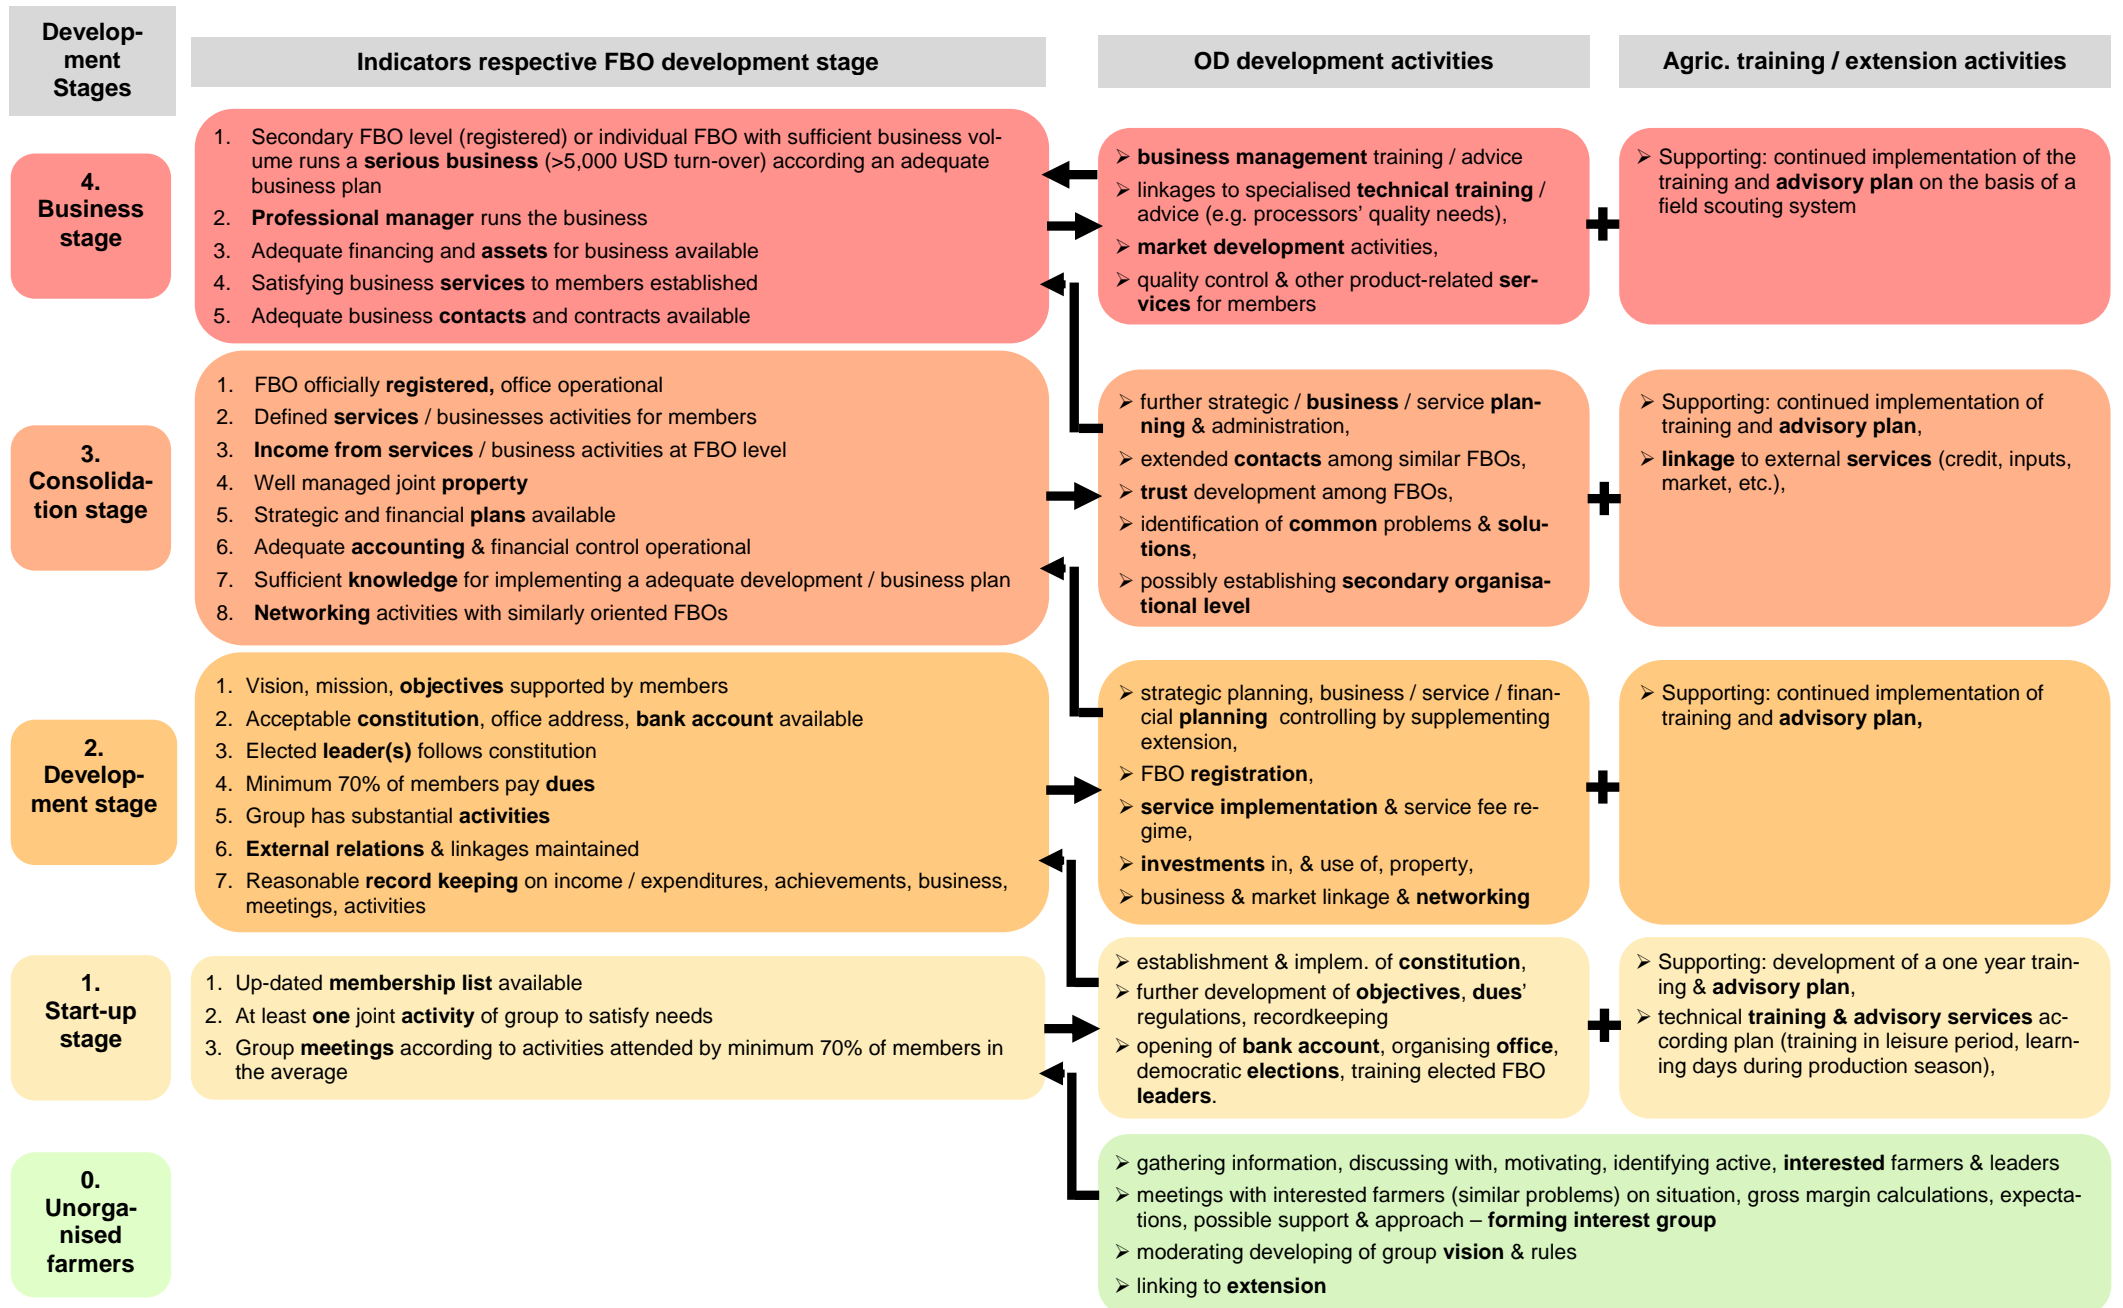 Develop-
ment
Stages
Indicators respective FBO development stage
OD development activities
Agric. training / extension activities
4.
Business
stage
1. Secondary FBO level (registered) or individual FBO with sufficient business vol-
ume runs a serious business (>5,000 USD turn-over) according an adequate
business plan
2. Professional manager runs the business
3. Adequate financing and assets for business available
4. Satisfying business services to members established
5. Adequate business contacts and contracts available
➢ business management training / advice
➢ linkages to specialised technical training /
advice (e.g. processors’ quality needs),
➢ market development activities,
➢ quality control & other product-related ser-
vices for members
➢ Supporting: continued implementation of the
training and advisory plan on the basis of a
field scouting system
3.
Consolida-
tion stage
1. FBO officially registered, office operational
2. Defined services / businesses activities for members
3. Income from services / business activities at FBO level
4. Well managed joint property
5. Strategic and financial plans available
6. Adequate accounting & financial control operational
7. Sufficient knowledge for implementing a adequate development / business plan
8. Networking activities with similarly oriented FBOs
➢ further strategic / business / service plan-
ning & administration,
➢ extended contacts among similar FBOs,
➢ trust development among FBOs,
➢ identification of common problems & solu-
tions,
➢ possibly establishing secondary organisa-
tional level
➢ Supporting: continued implementation of
training and advisory plan,
➢ linkage to external services (credit, inputs,
market, etc.),
2.
Develop-
ment stage
1. Vision, mission, objectives supported by members
2. Acceptable constitution, office address, bank account available
3. Elected leader(s) follows constitution
4. Minimum 70% of members pay dues
5. Group has substantial activities
6. External relations & linkages maintained
7. Reasonable record keeping on income / expenditures, achievements, business,
meetings, activities
➢ strategic planning, business / service / finan-
cial planning controlling by supplementing
extension,
➢ FBO registration,
➢ service implementation & service fee re-
gime,
➢ investments in, & use of, property,
➢ business & market linkage & networking
➢ Supporting: continued implementation of
training and advisory plan,
1.
Start-up
stage
1. Up-dated membership list available
2. At least one joint activity of group to satisfy needs
3. Group meetings according to activities attended by minimum 70% of members in
the average
➢ establishment & implem. of constitution,
➢ further development of objectives, dues’
regulations, recordkeeping
➢ opening of bank account, organising office,
democratic elections, training elected FBO
leaders.
➢ Supporting: development of a one year train-
ing & advisory plan,
➢ technical training & advisory services ac-
cording plan (training in leisure period, learn-
ing days during production season),
0.
Unorga-
nised
farmers
➢ gathering information, discussing with, motivating, identifying active, interested farmers & leaders
➢ meetings with interested farmers (similar problems) on situation, gross margin calculations, expecta-
tions, possible support & approach – forming interest group
➢ moderating developing of group vision & rules
➢ linking to extension